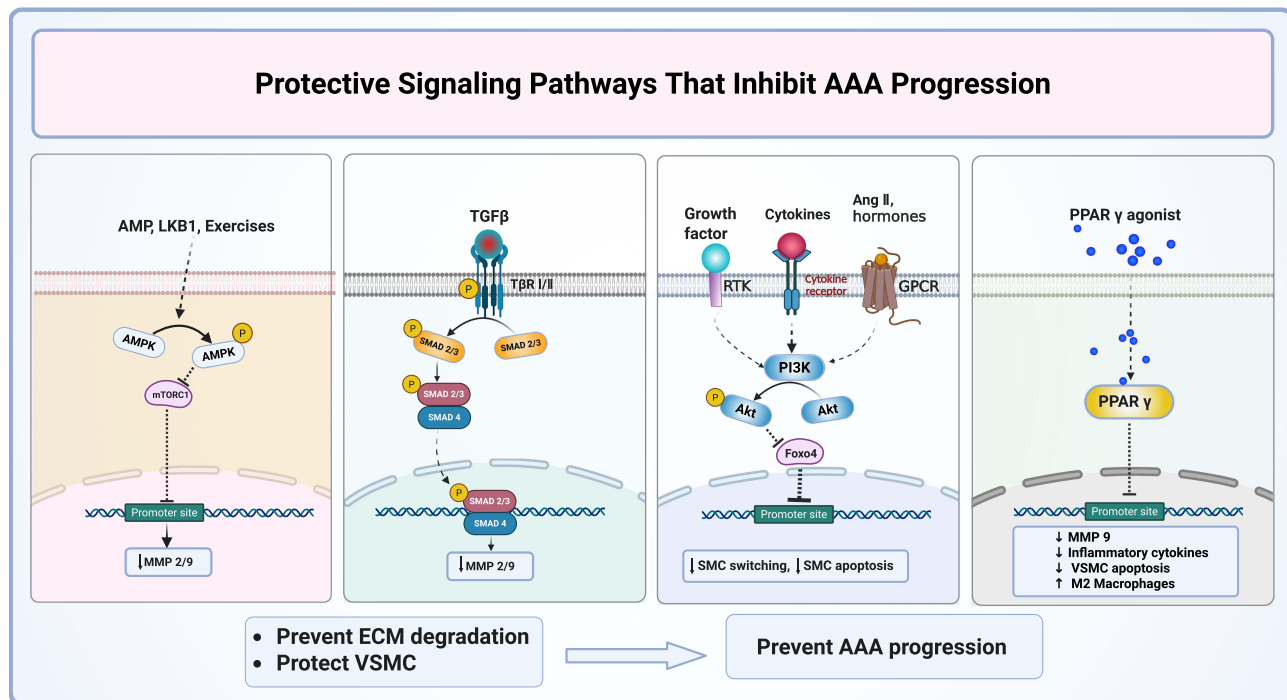 Protective Signaling Pathways That Inhibit AAA Progression
AMP, LKB1, Exercises
AMPK
P
AMPK
mTORC1
Promoter site
↓MMP 2/9
TGFβ
TβR Ⅰ/Ⅱ
P
P
SMAD 2/3
SMAD 2/3
P
SMAD 2/3
SMAD 4
P
SMAD 2/3
SMAD 4
↓MMP 2/9
Growth
factor
Cytokines
Ang Ⅱ,
hormones
RTK
Cytokine
receptor
GPCR
PI3K
P
Akt
Akt
Foxo4
Promoter site
↓SMC switching, ↓SMC apoptosis
PPAR γ agonist
PPAR γ
Promoter site
↓ MMP 9
↓ Inflammatory cytokines
↓ VSMC apoptosis
↑ M2 Macrophages
• Prevent ECM degradation
• Protect VSMC
Prevent AAA progression